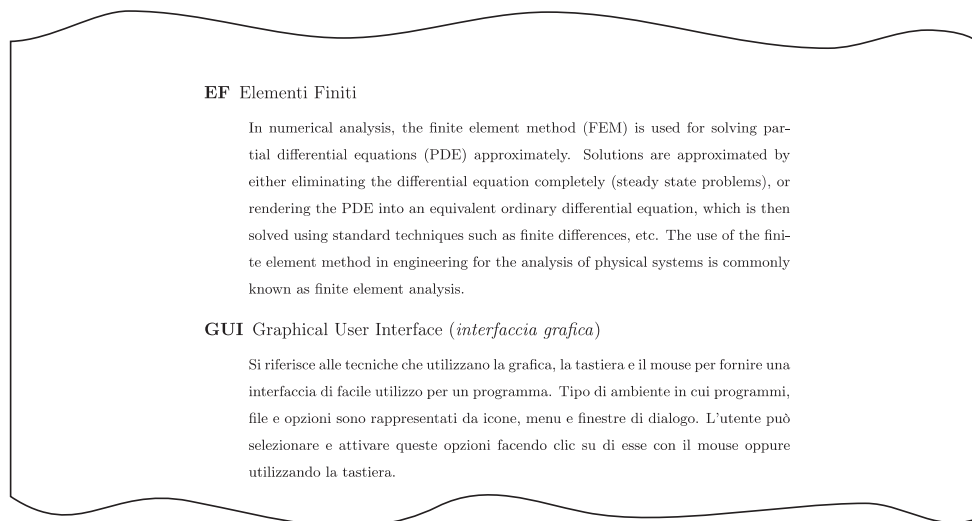 EF Elementi Finiti
In numerical analysis, the finite element method (FEM) is used for solving par-
tial differential equations (PDE) approximately. Solutions are approximated by
either eliminating the differential equation completely (steady state problems), or
rendering the PDE into an equivalent ordinary differential equation, which is then
solved using standard techniques such as finite differences, etc. The use of the fini-
te element method in engineering for the analysis of physical systems is commonly
known as finite element analysis.
GUI Graphical User Interface (interfaccia grafica)
Si riferisce alle tecniche che utilizzano la grafica, la tastiera e il mouse per fornire una
interfaccia di facile utilizzo per un programma. Tipo di ambiente in cui programmi,
file e opzioni sono rappresentati da icone, menu e finestre di dialogo. L'utente può
selezionare e attivare queste opzioni facendo clic su di esse con il mouse oppure
utilizzando la tastiera.